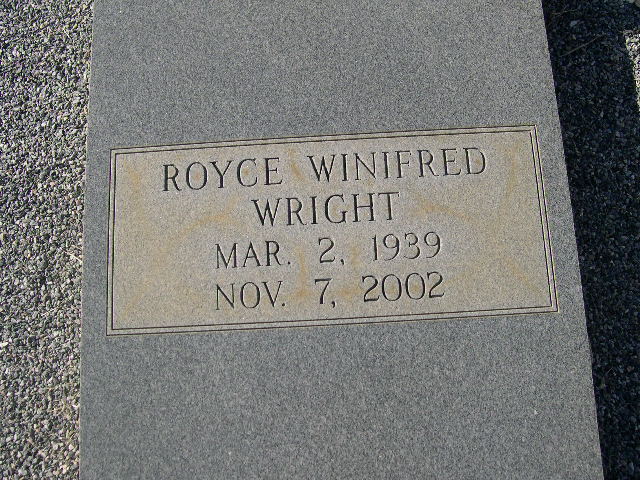 ROYCE WINIFRED
WRIGHT
MAR. 2, 1939
NOV. 7, 2002